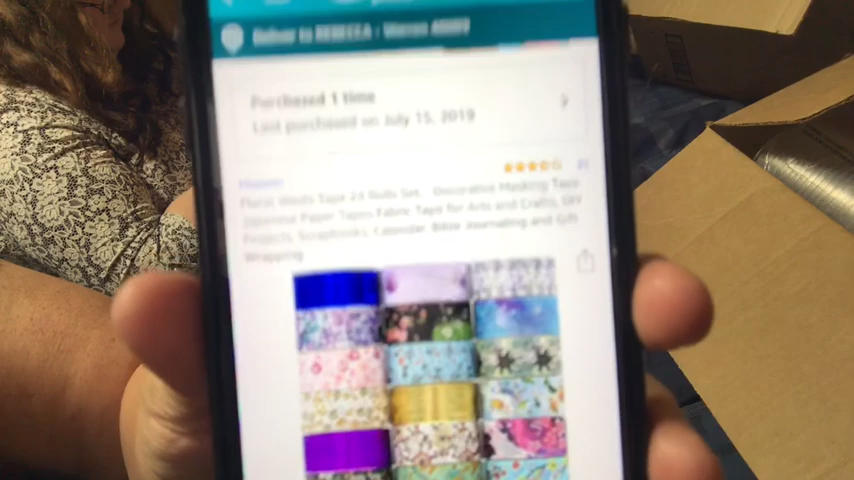 Deliver to REBECCA - Warren
Purchased 1 time
Last purchased on July 15, 2019
Floral Washi Tape 24 Rolls Set, Decorative Masking Tape
Japanese Paper Tapes Fabric Tape for Arts and Crafts, DIY
Projects, Scrapbooks, Calendar, Bible Journaling and Gift
Wrapping